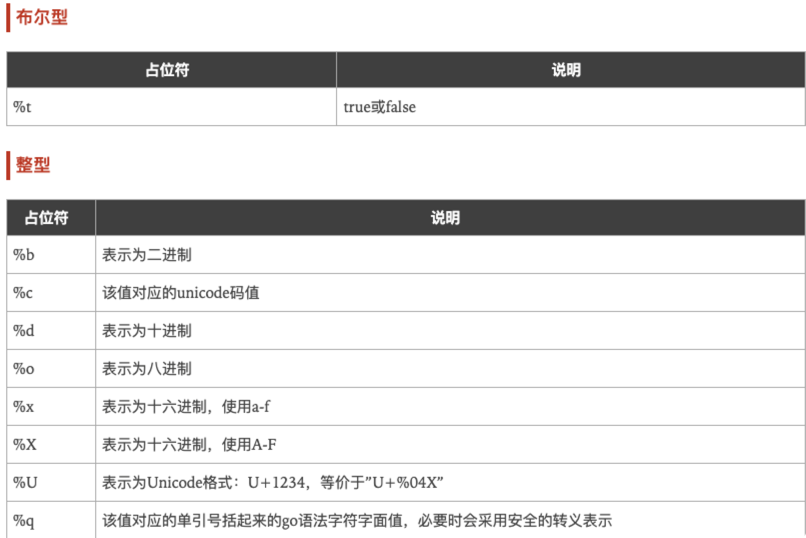 布尔型
占位符 说明
%t true或false
整型
占位符 说明
%b 表示为二进制
%c 该值对应的unicode码值
%d 表示为十进制
%o 表示为八进制
%x 表示为十六进制，使用a-f
%X 表示为十六进制，使用A-F
%U 表示为Unicode格式：U+1234，等价于”U+%04X”
%q 该值对应的单引号括起来的go语法字符字面值，必要时会采用安全的转义表示